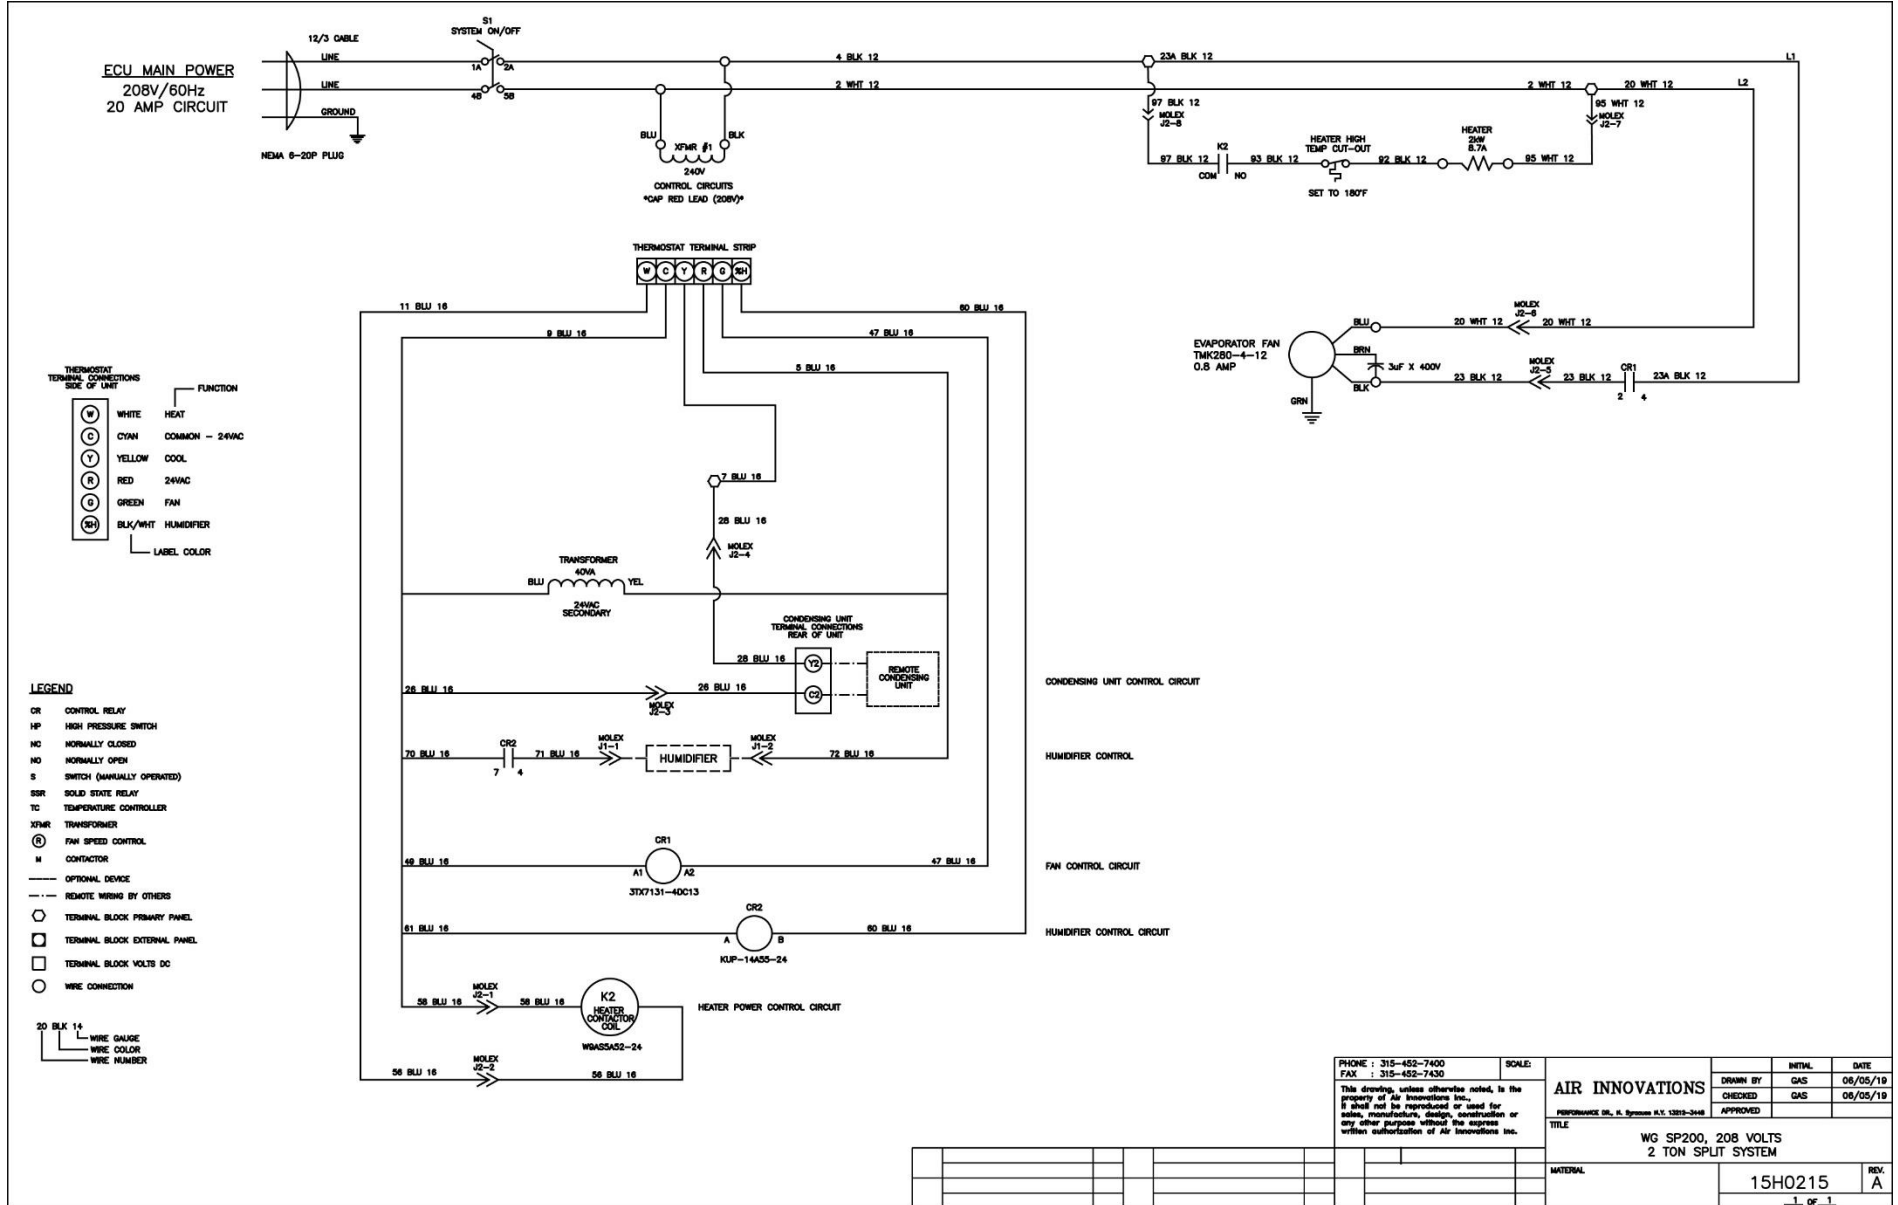 S1
SYSTEM ON/OFF
12/3 CABLE
ECU MAIN POWER
208V/60Hz
20 AMP CIRCUIT
LINE
LINE
GROUND
NEMA 6-20P PLUG
1A
2A
4B
5B
4 BLK 12
2 WHT 12
23A BLK 12
L1
2 WHT 12
20 WHT 12
L2
BLU
BLK
XFMR #1
240V
CONTROL CIRCUITS
*CAP RED LEAD (208V)*
97 BLK 12
MOLEX
J2-8
95 WHT 12
MOLEX
J2-7
97 BLK 12
K2
COM
NO
93 BLK 12
HEATER HIGH
TEMP CUT-OUT
SET TO 180°F
92 BLK 12
HEATER
2kW
8.7A
95 WHT 12
THERMOSTAT TERMINAL STRIP
W C Y R G %H
11 BLU 16
9 BLU 16
60 BLU 16
47 BLU 16
5 BLU 16
EVAPORATOR FAN
TMK280-4-12
0.8 AMP
BLU
BRN
BLK
GRN
3uF X 400V
20 WHT 12
MOLEX
J2-6
20 WHT 12
23 BLK 12
MOLEX
J2-5
23 BLK 12
CR1
2
4
23A BLK 12
THERMOSTAT
TERMINAL CONNECTIONS
SIDE OF UNIT
FUNCTION
W WHITE HEAT
C CYAN COMMON - 24VAC
Y YELLOW COOL
R RED 24VAC
G GREEN FAN
%H BLK/WHT HUMIDIFIER
LABEL COLOR
7 BLU 16
28 BLU 16
MOLEX
J2-4
TRANSFORMER
40VA
BLU
YEL
24VAC
SECONDARY
CONDENSING UNIT
TERMINAL CONNECTIONS
REAR OF UNIT
28 BLU 16
Y2
C2
REMOTE
CONDENSING
UNIT
26 BLU 16
MOLEX
J2-3
26 BLU 16
CONDENSING UNIT CONTROL CIRCUIT
70 BLU 16
CR2
7
4
71 BLU 16
MOLEX
J1-1
HUMIDIFIER
MOLEX
J1-2
72 BLU 16
HUMIDIFIER CONTROL
49 BLU 16
CR1
A1
A2
3TX7131-4DC13
47 BLU 16
FAN CONTROL CIRCUIT
61 BLU 16
CR2
A
B
KUP-14A55-24
60 BLU 16
HUMIDIFIER CONTROL CIRCUIT
58 BLU 16
MOLEX
J2-1
58 BLU 16
K2
HEATER
CONTACTOR
COIL
W9AS5A52-24
HEATER POWER CONTROL CIRCUIT
56 BLU 16
MOLEX
J2-2
56 BLU 16
LEGEND
CR CONTROL RELAY
HP HIGH PRESSURE SWITCH
NC NORMALLY CLOSED
NO NORMALLY OPEN
S SWITCH (MANUALLY OPERATED)
SSR SOLID STATE RELAY
TC TEMPERATURE CONTROLLER
XFMR TRANSFORMER
R FAN SPEED CONTROL
M CONTACTOR
OPTIONAL DEVICE
REMOTE WIRING BY OTHERS
TERMINAL BLOCK PRIMARY PANEL
TERMINAL BLOCK EXTERNAL PANEL
TERMINAL BLOCK VOLTS DC
WIRE CONNECTION
20 BLK 14
WIRE GAUGE
WIRE COLOR
WIRE NUMBER
PHONE : 315-452-7400
FAX : 315-452-7430
SCALE:
This drawing, unless otherwise noted, is the
property of Air Innovations Inc.,
it shall not be reproduced or used for
sales, manufacture, design, construction or
any other purpose without the express
written authorization of Air Innovations Inc.
AIR INNOVATIONS
PERFORMANCE DR., N. Syracuse N.Y. 13212-3448
INITIAL DATE
DRAWN BY GAS 06/05/19
CHECKED GAS 06/05/19
APPROVED
TITLE
WG SP200, 208 VOLTS
2 TON SPLIT SYSTEM
MATERIAL
15H0215
REV.
A
1 OF 1